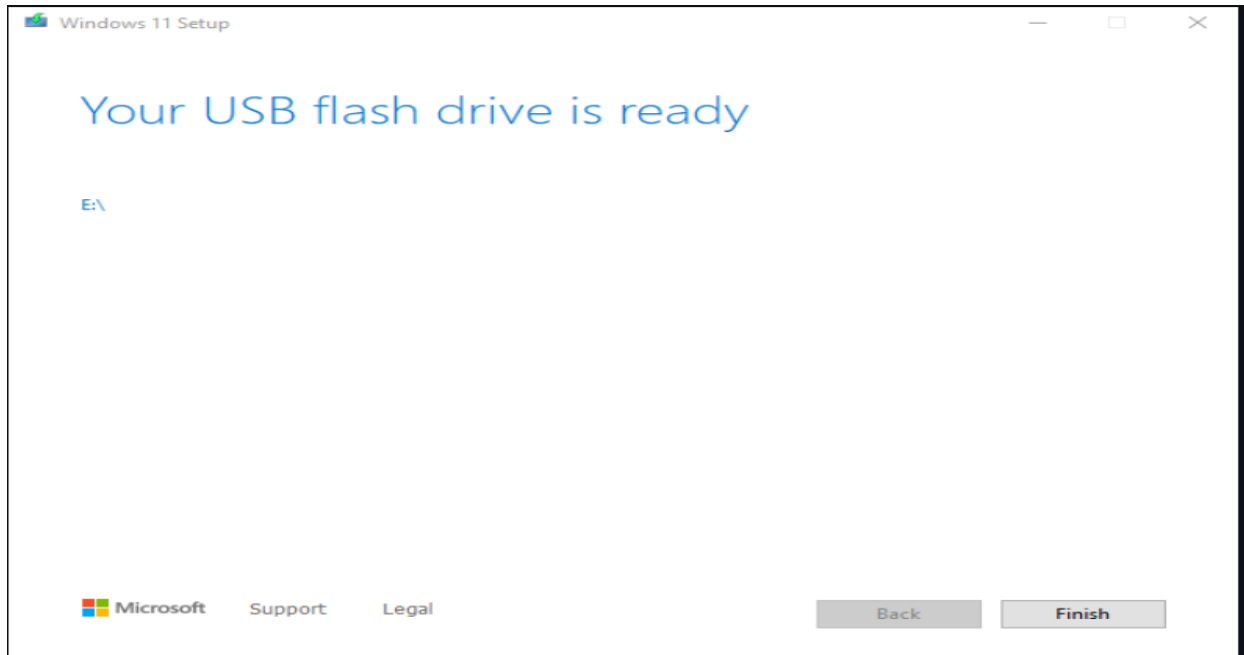 Windows 11 Setup
Your USB flash drive is ready
E:\
Microsoft Support Legal
Back Finish